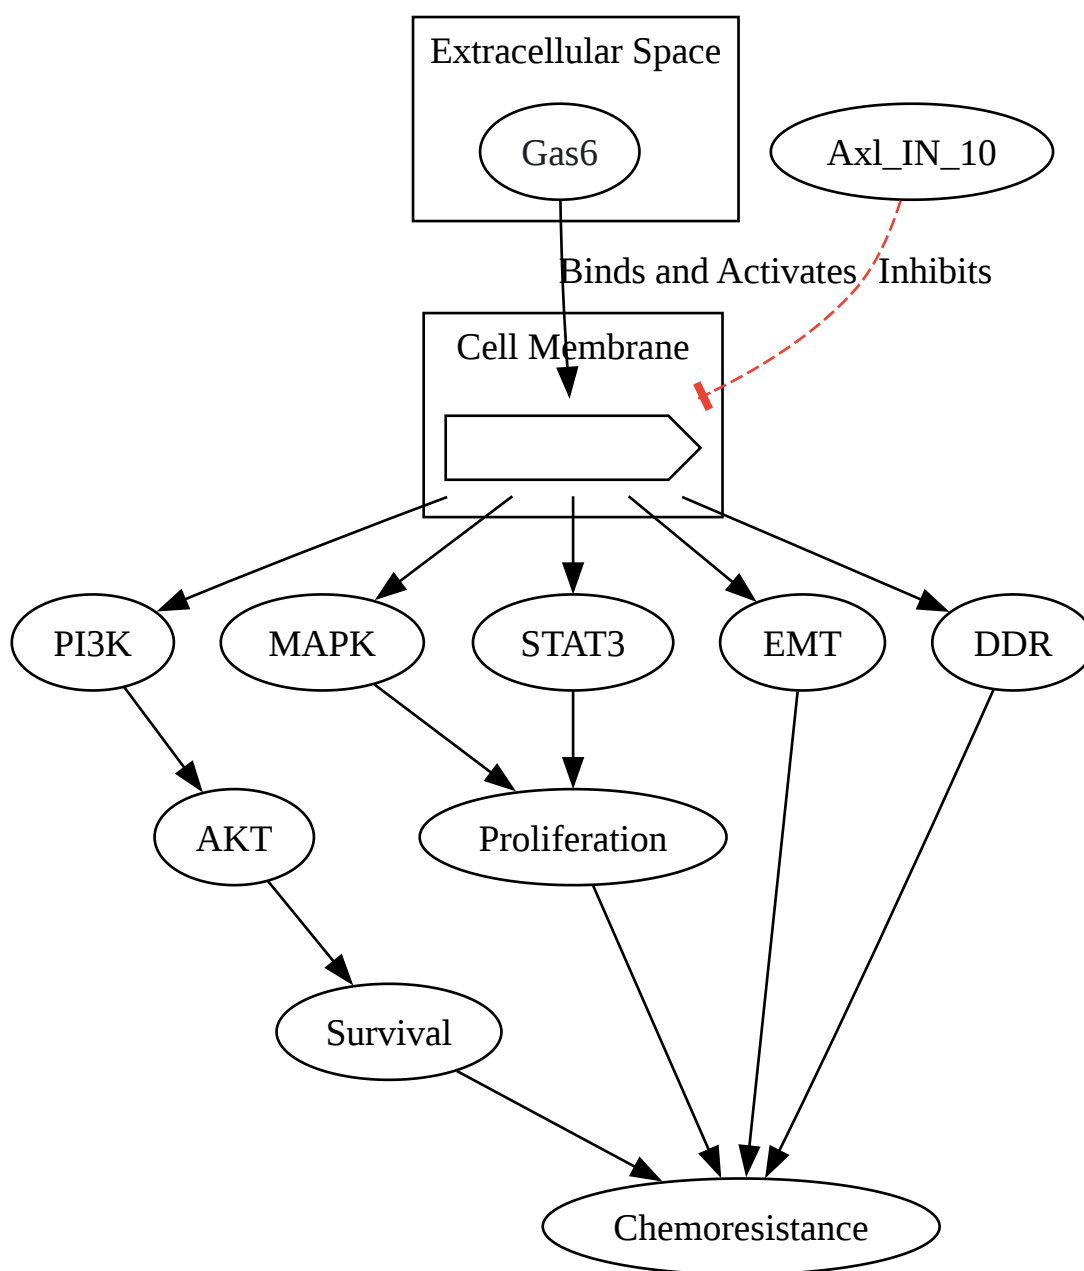 Extracellular Space
Gas6
Axl_IN_10
Binds and Activates
Inhibits
Cell Membrane
PI3K
MAPK
STAT3
EMT
DDR
AKT
Proliferation
Survival
Chemoresistance